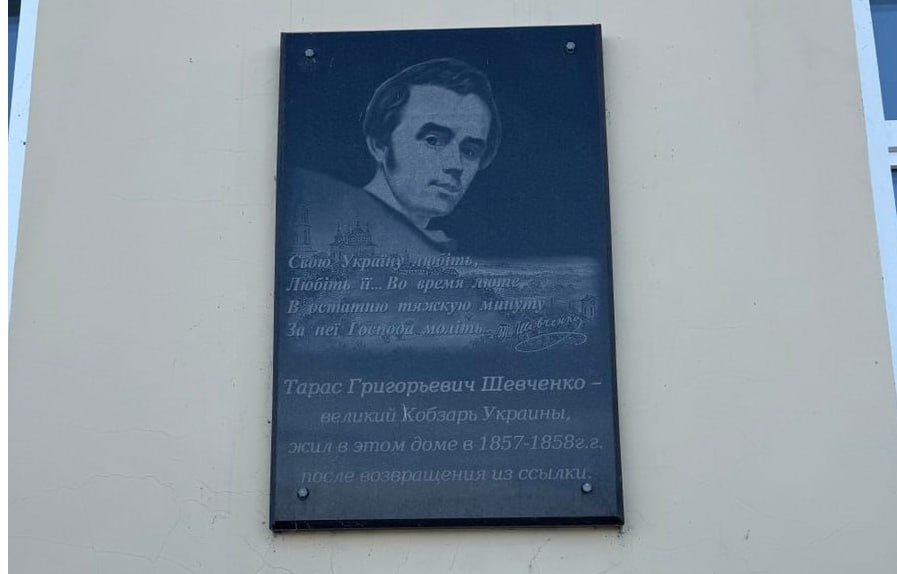 Свою Україну любіть,
Любіть її... Во время люте,
В остатню тяжкую минуту
За неї Господа моліть.
Т. Шевченко
Тарас Григорьевич Шевченко –
великий Кобзарь Украины,
жил в этом доме в 1857-1858г.г.
после возвращения из ссылки.